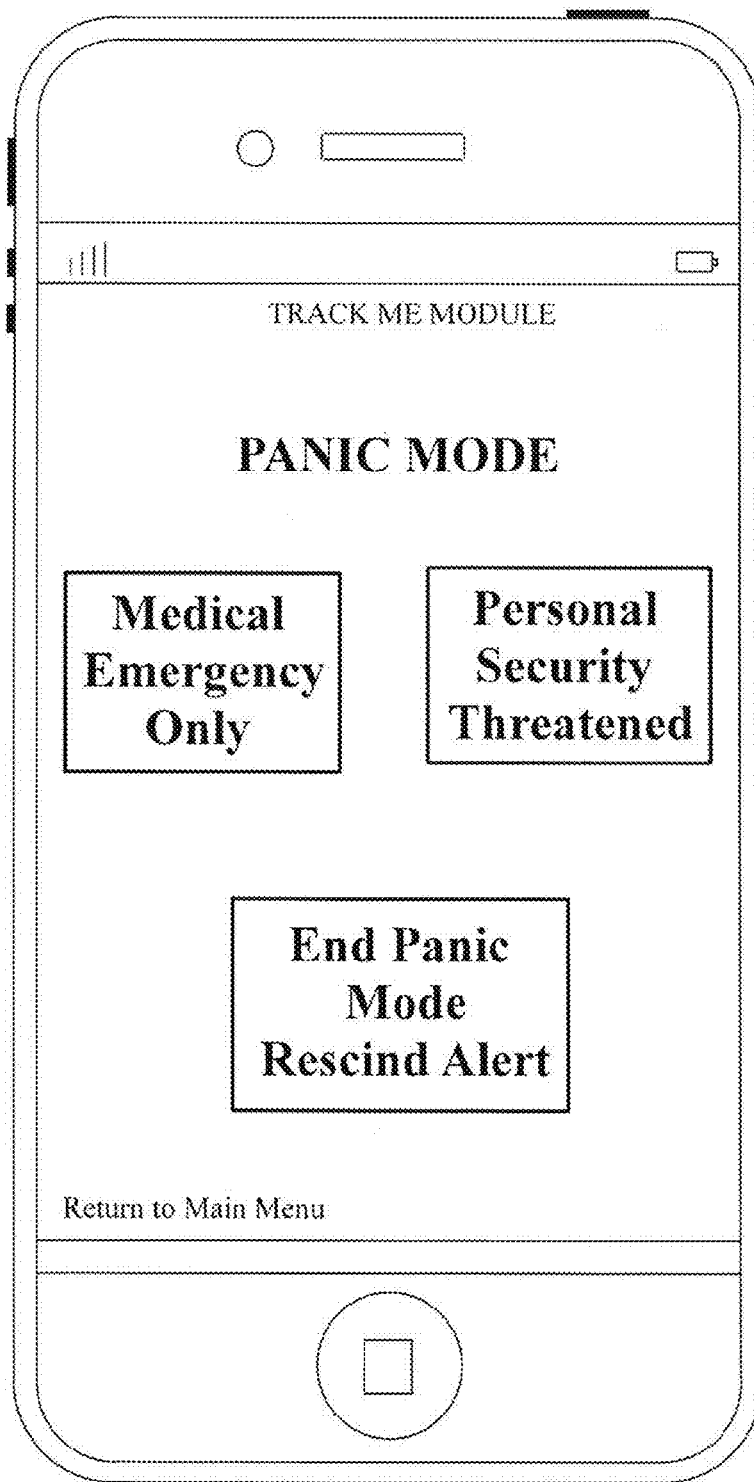 TRACK ME MODULE
PANIC MODE
Medical
Emergency
Only
Personal
Security
Threatened
End Panic
Mode
Rescind Alert
Return to Main Menu